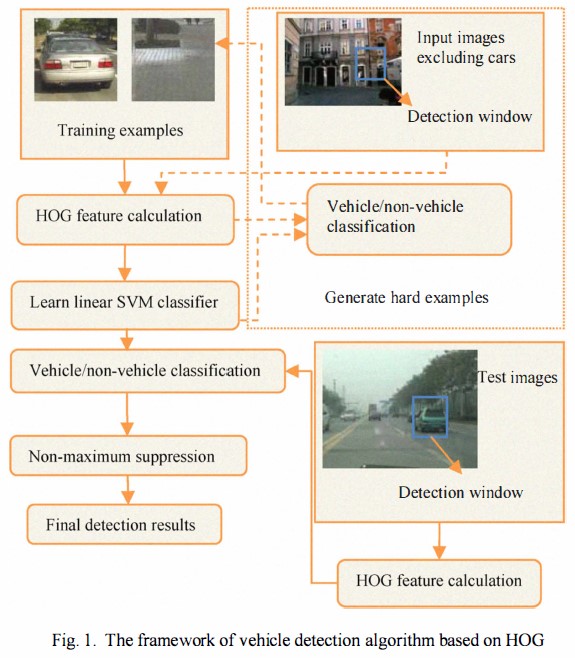 Training examples
Input images
excluding cars
Detection window
HOG feature calculation
Vehicle/non-vehicle
classification
Generate hard examples
Learn linear SVM classifier
Vehicle/non-vehicle classification
Test images
Detection window
Non-maximum suppression
Final detection results
HOG feature calculation
Fig. 1. The framework of vehicle detection algorithm based on HOG